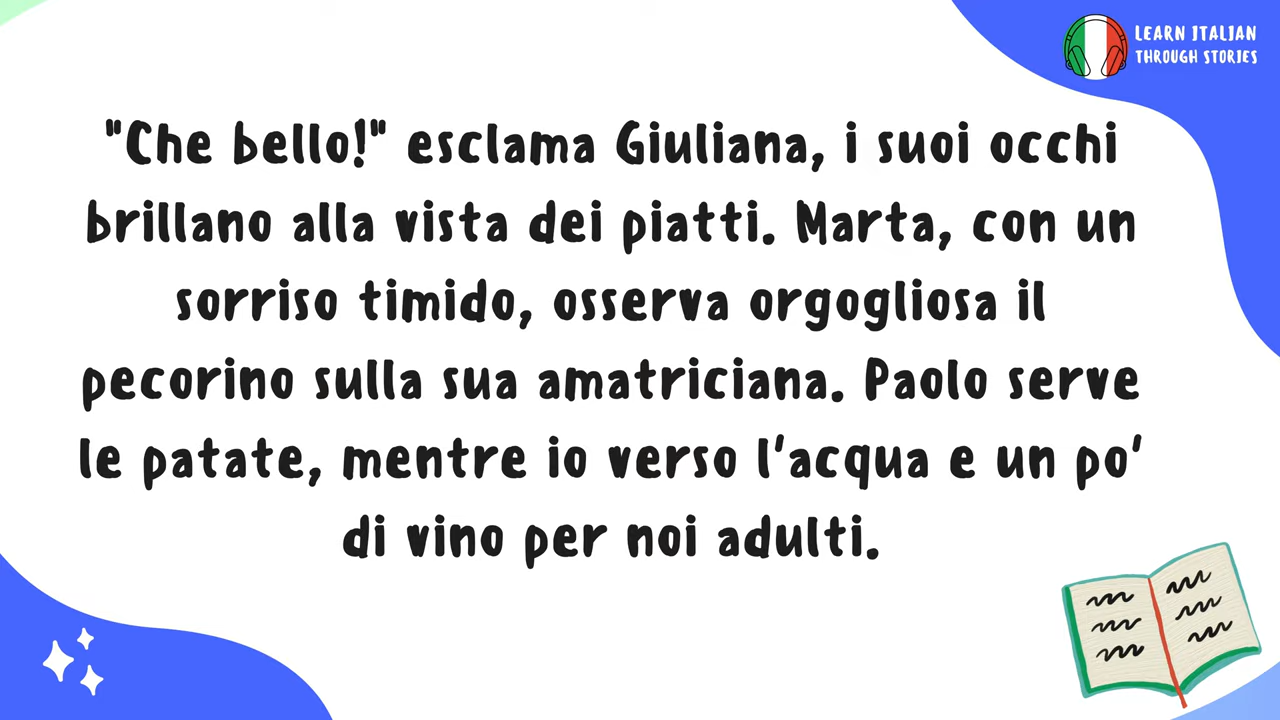 LEARN ITALIAN
THROUGH STORIES
"Che bello!" esclama Giuliana, i suoi occhi
brillano alla vista dei piatti. Marta, con un
sorriso timido, osserva orgogliosa il
pecorino sulla sua amatriciana. Paolo serve
le patate, mentre io verso l'acqua e un po'
di vino per noi adulti.